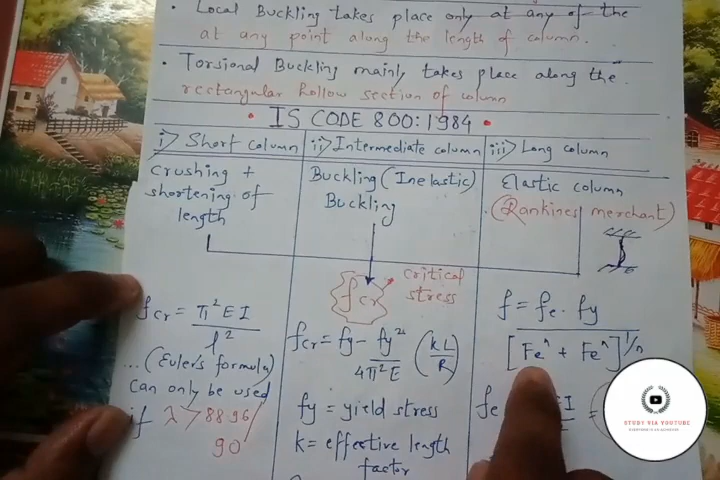 • Local Buckling takes place only at any of the
at any point along the length of column.
• Torsional Buckling mainly takes place along the
rectangular hollow section of column
• IS CODE 800:1984 •
i) Short column
crushing +
shortening of
length
fcr = π²EI / l²
... (Euler's formula)
can only be used
if λ > 88.96
90
ii) Intermediate column
Buckling (Inelastic)
Buckling
fcr
critical
stress
fcr = fy - fy² / 4π²E (kL/R)
fy = yield stress
k = effective length
factor
iii) Long column
Elastic column
(Rankines merchant)
f = fe. fy
[Feⁿ + Feⁿ]^1/n
fe
STUDY VIA YOUTUBE